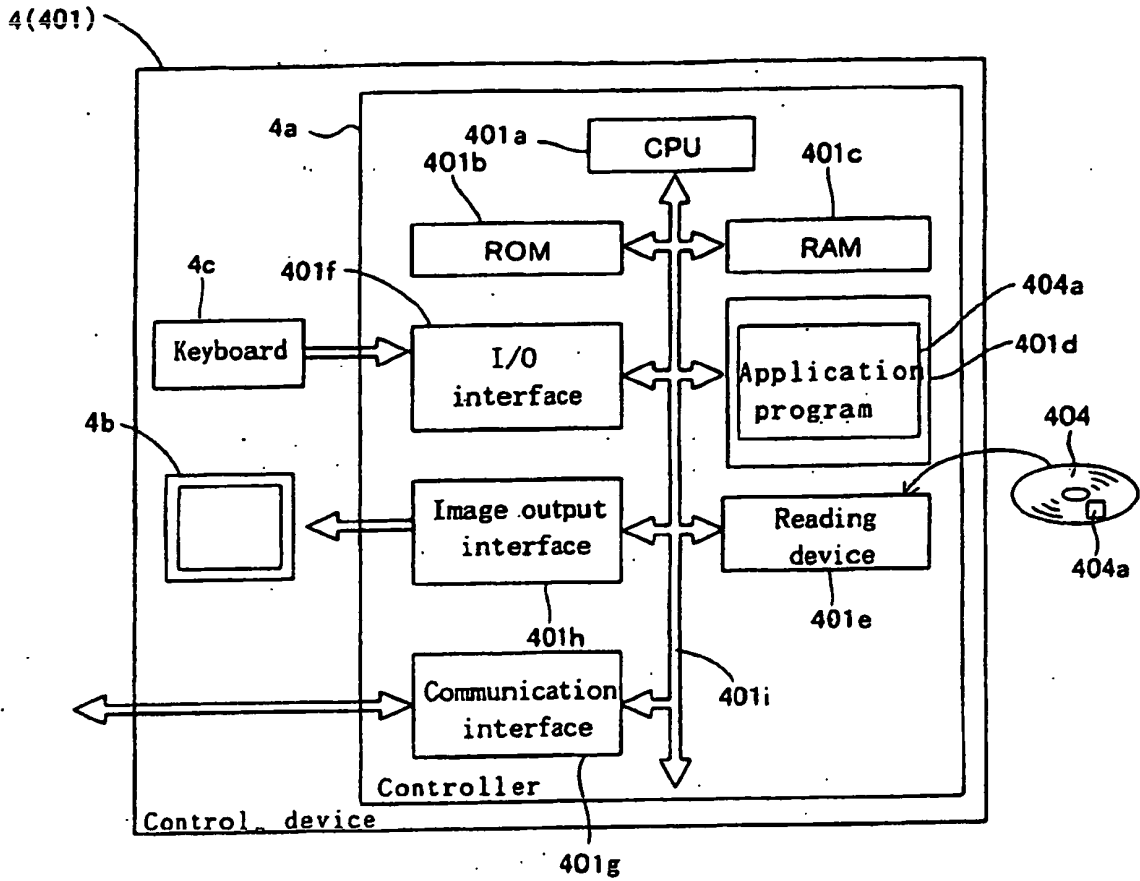 4(401)
4a
401a
CPU
401b
401c
ROM
RAM
4c
401f
404a
Keyboard
I/O
interface
401d
Application
program
4b
404
Image output
interface
Reading
device
404a
401h
401e
Communication
interface
401i
Controller
Control device
401g